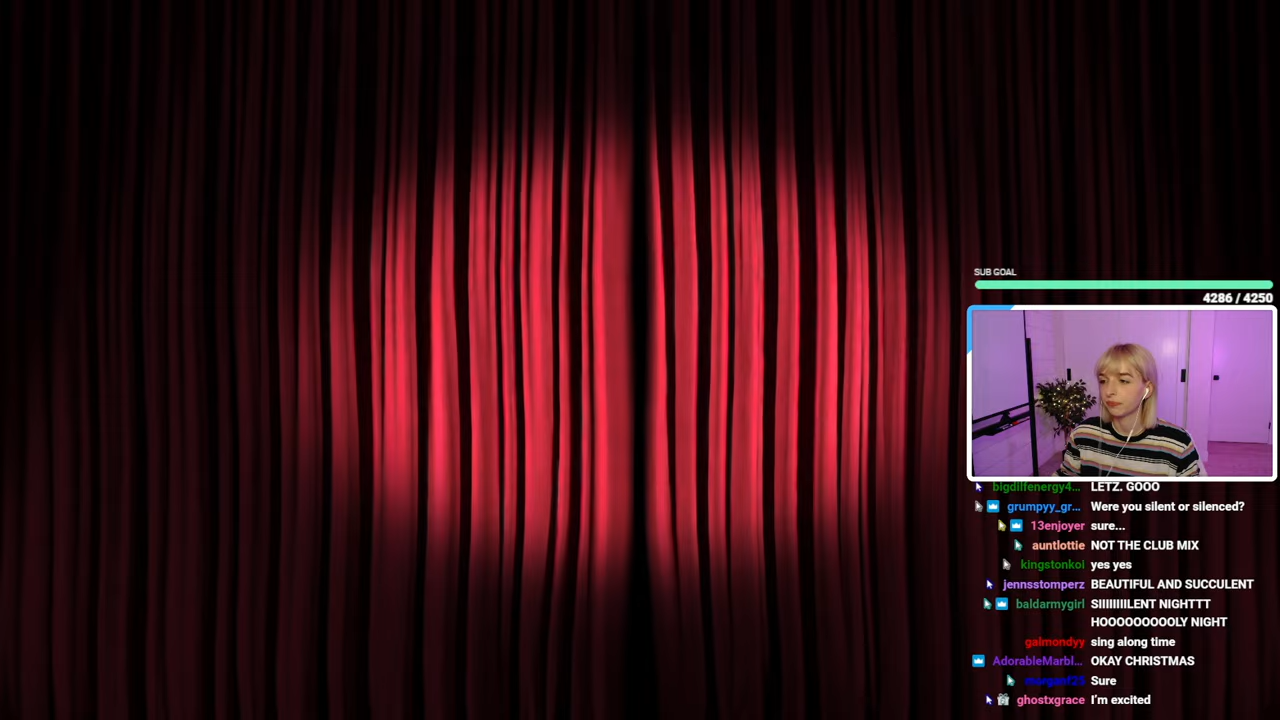 SUB GOAL
4286 / 4250
bigdilfenergy4... LETZ. GOOO
grumpyy_gr... Were you silent or silenced?
13enjoyer sure...
auntlottie NOT THE CLUB MIX
kingstonkoi yes yes
jennsstomperz BEAUTIFUL AND SUCCULENT
baldarmygirl SIIIIIIIILENT NIGHTTT
HOOOOOOOOOLY NIGHT
galmondyy sing along time
AdorableMarbl... OKAY CHRISTMAS
morganf23 Sure
ghostxgrace I'm excited